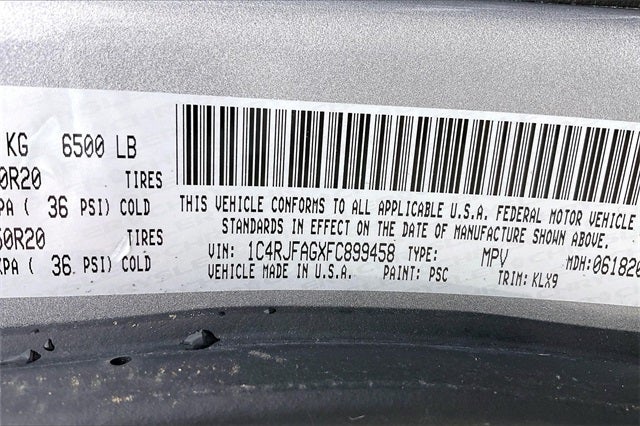 KG 6500 LB
0R20 TIRES
PA ( 36 PSI) COLD
50R20 TIRES
KPA ( 36 PSI) COLD
THIS VEHICLE CONFORMS TO ALL APPLICABLE U.S.A. FEDERAL MOTOR VEHICLE
STANDARDS IN EFFECT ON THE DATE OF MANUFACTURE SHOWN ABOVE.
VIN: 1C4RJFAGXFC899458 TYPE: MPV MDH:061820
VEHICLE MADE IN U.S.A. PAINT: PSC TRIM: KLX9